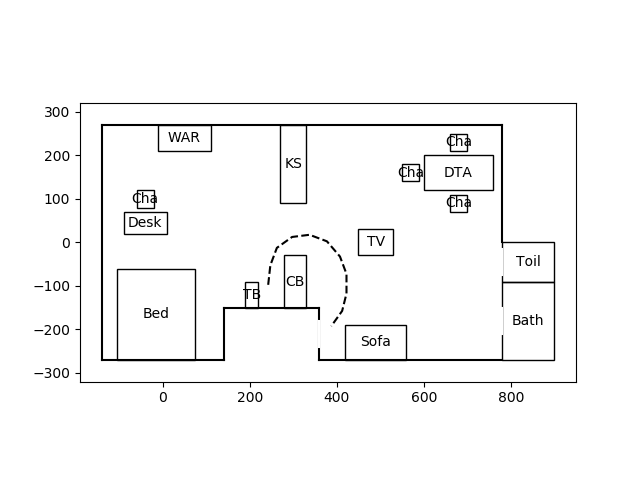 300
200
100
0
−100
−200
−300
0
200
400
600
800
WAR
KS
Cha
Cha
DTA
Cha
Cha
Desk
TV
Toil
TB
CB
Bed
Bath
Sofa